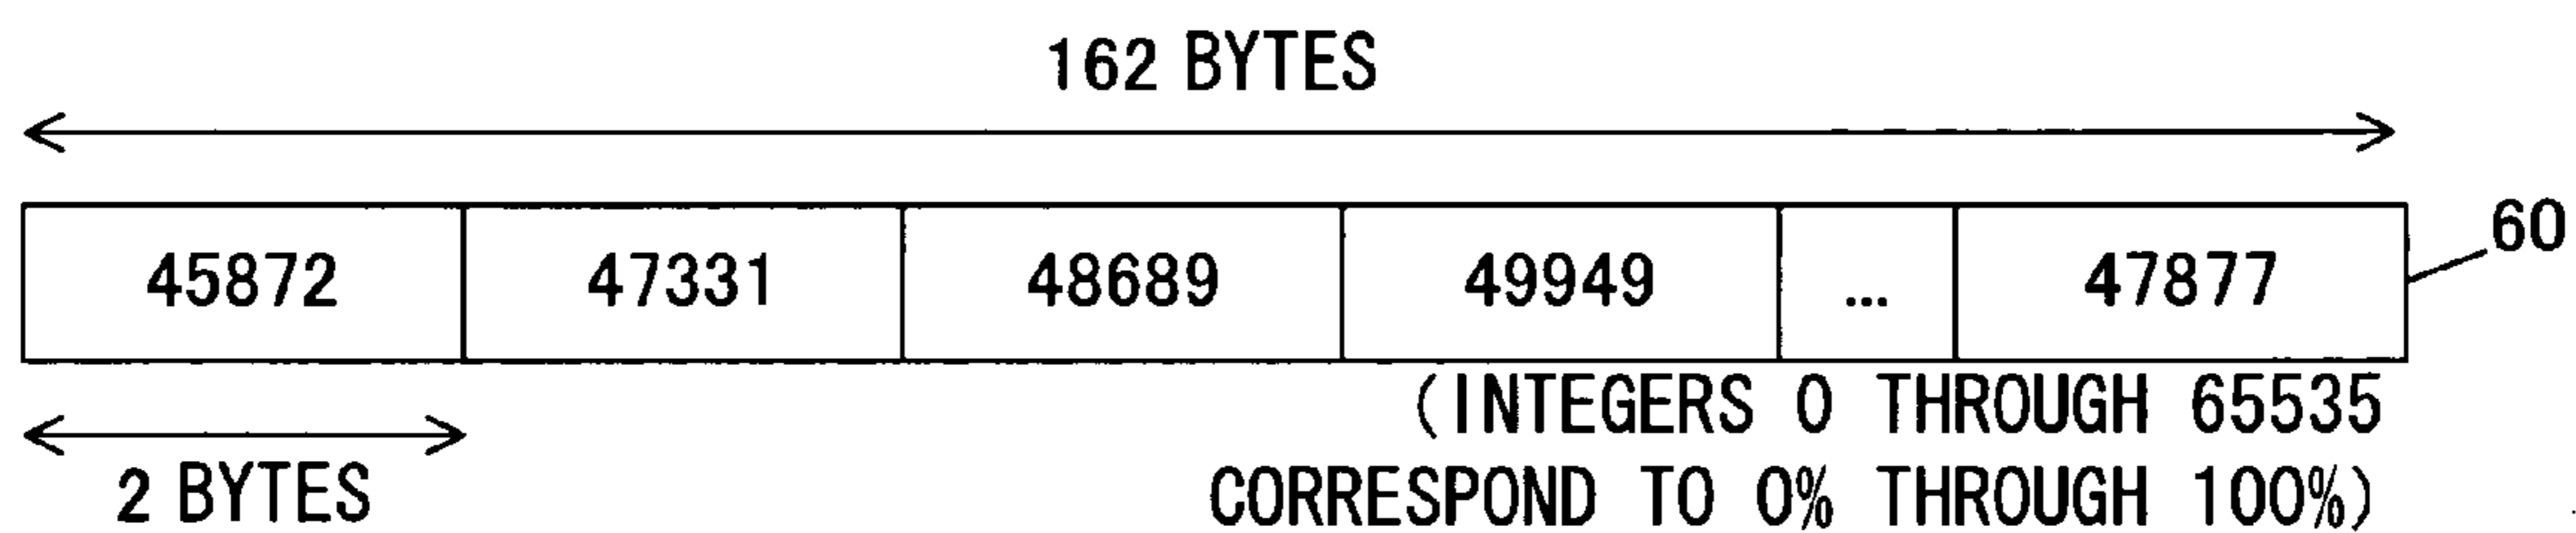 162 BYTES
60
45872 47331 48689 49949 ... 47877
(INTEGERS 0 THROUGH 65535
2 BYTES
CORRESPOND TO 0% THROUGH 100%)